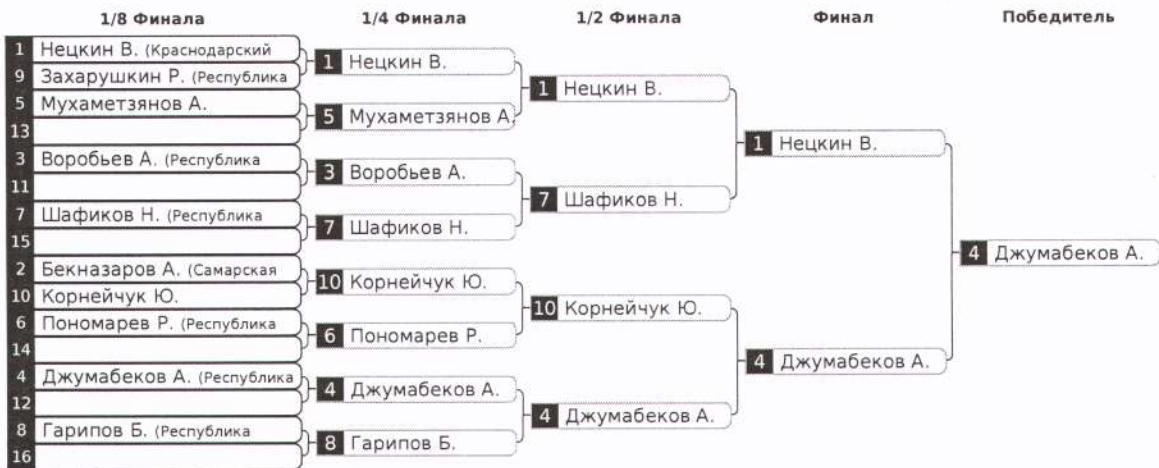 1/8 Финала
1/4 Финала
1/2 Финала
Финал
Победитель
1 Нецкин В. (Краснодарский
9 Захарушкин Р. (Республика
5 Мухаметзянов А.
13
3 Воробьев А. (Республика
11
7 Шафиков Н. (Республика
15
2 Бекназаров А. (Самарская
10 Корнейчук Ю.
6 Пономарев Р. (Республика
14
4 Джумабеков А. (Республика
12
8 Гарипов Б. (Республика
16
1 Нецкин В.
5 Мухаметзянов А.
3 Воробьев А.
7 Шафиков Н.
10 Корнейчук Ю.
6 Пономарев Р.
4 Джумабеков А.
8 Гарипов Б.
1 Нецкин В.
7 Шафиков Н.
10 Корнейчук Ю.
4 Джумабеков А.
1 Нецкин В.
4 Джумабеков А.
4 Джумабеков А.